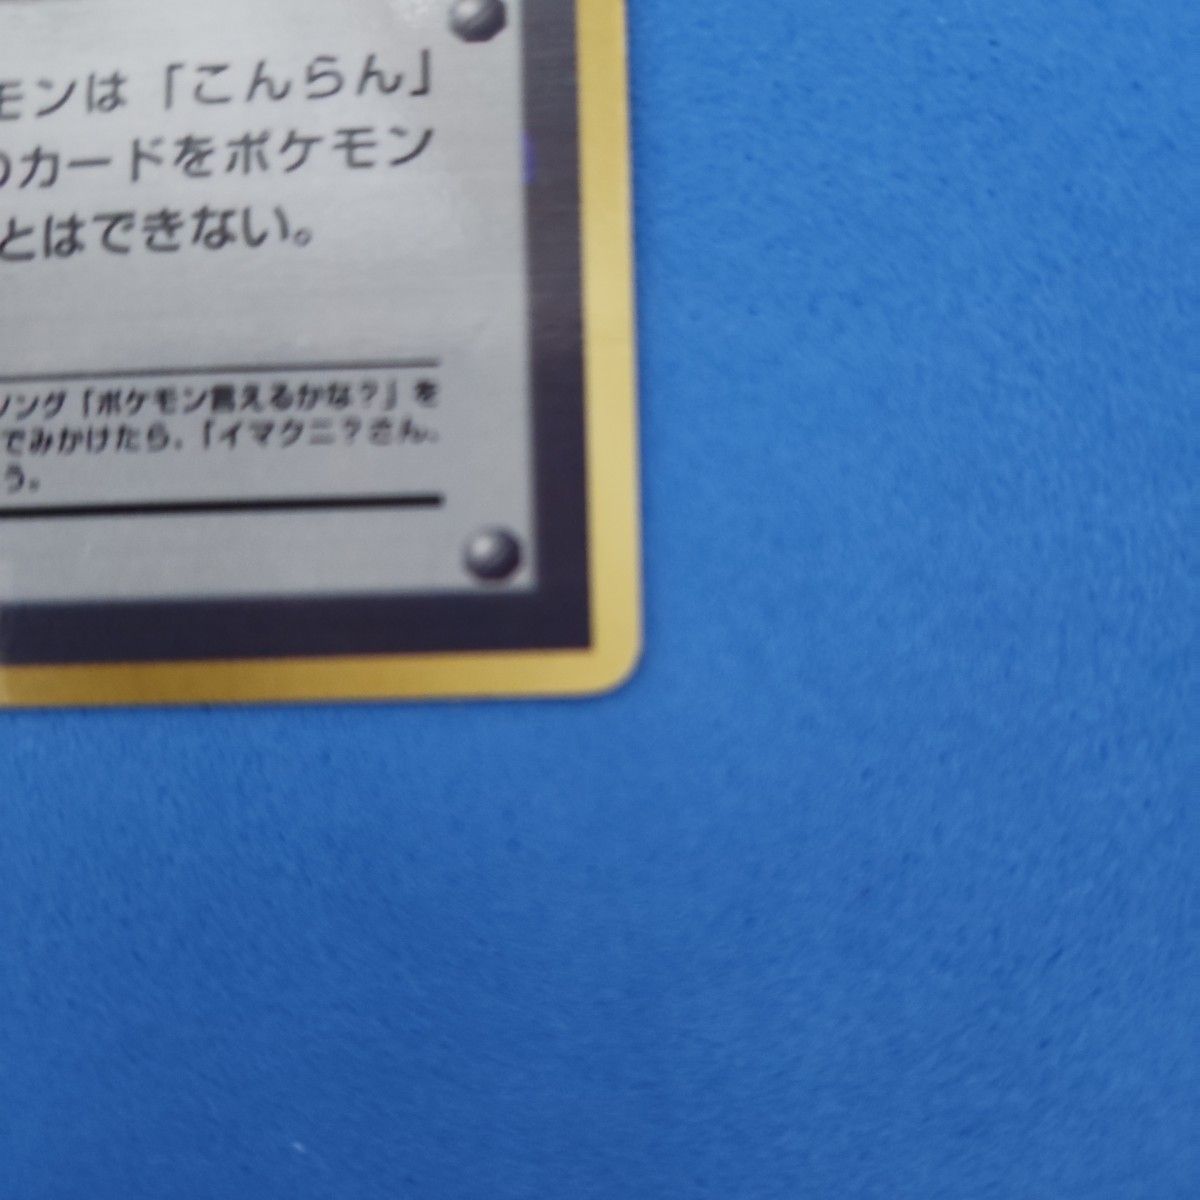 モンは「こんらん」
のカードをポケモン
とはできない。
ソング「ポケモン言えるかな？」を
でみかけたら、「イマクニ？さん、
う。